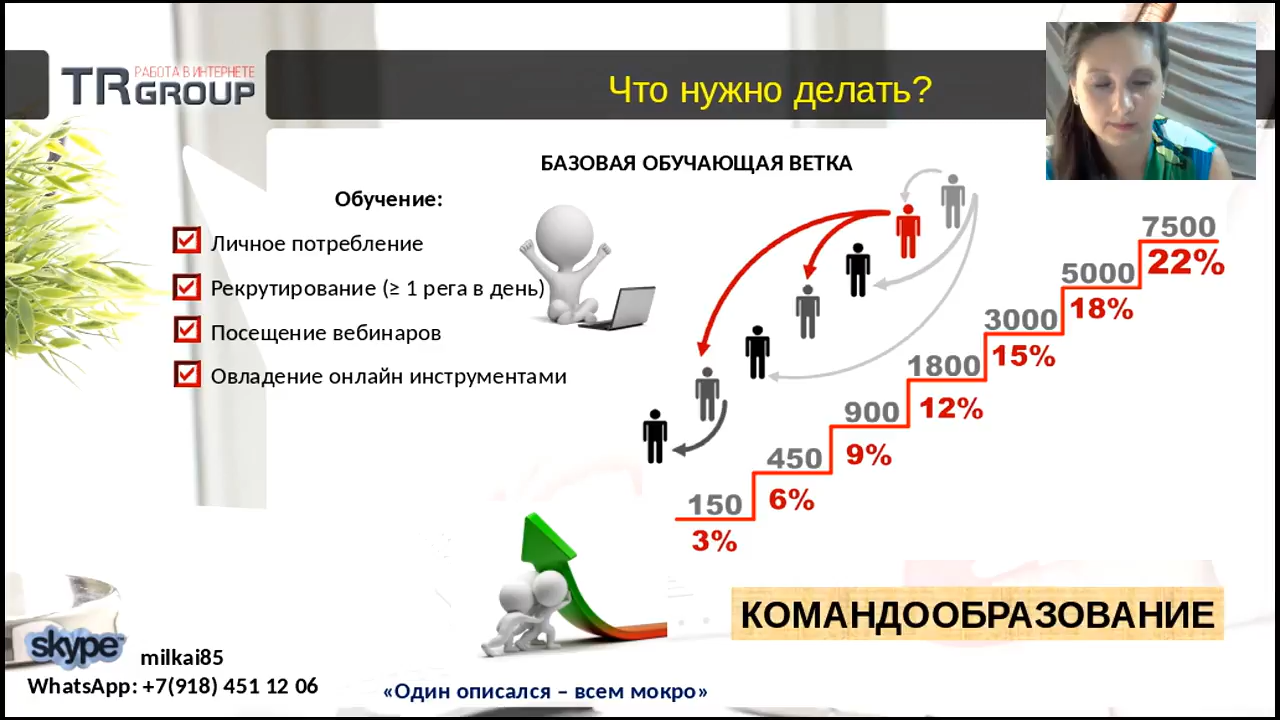 РАБОТА В ИНТЕРНЕТЕ
TR GROUP
Что нужно делать?
БАЗОВАЯ ОБУЧАЮЩАЯ ВЕТКА
Обучение:
Личное потребление
Рекрутирование (≥ 1 рега в день)
Посещение вебинаров
Овладение онлайн инструментами
7500
22%
5000
18%
3000
15%
1800
12%
900
9%
450
6%
150
3%
КОМАНДООБРАЗОВАНИЕ
skype milkai85
WhatsApp: +7(918) 451 12 06
«Один описался – всем мокро»